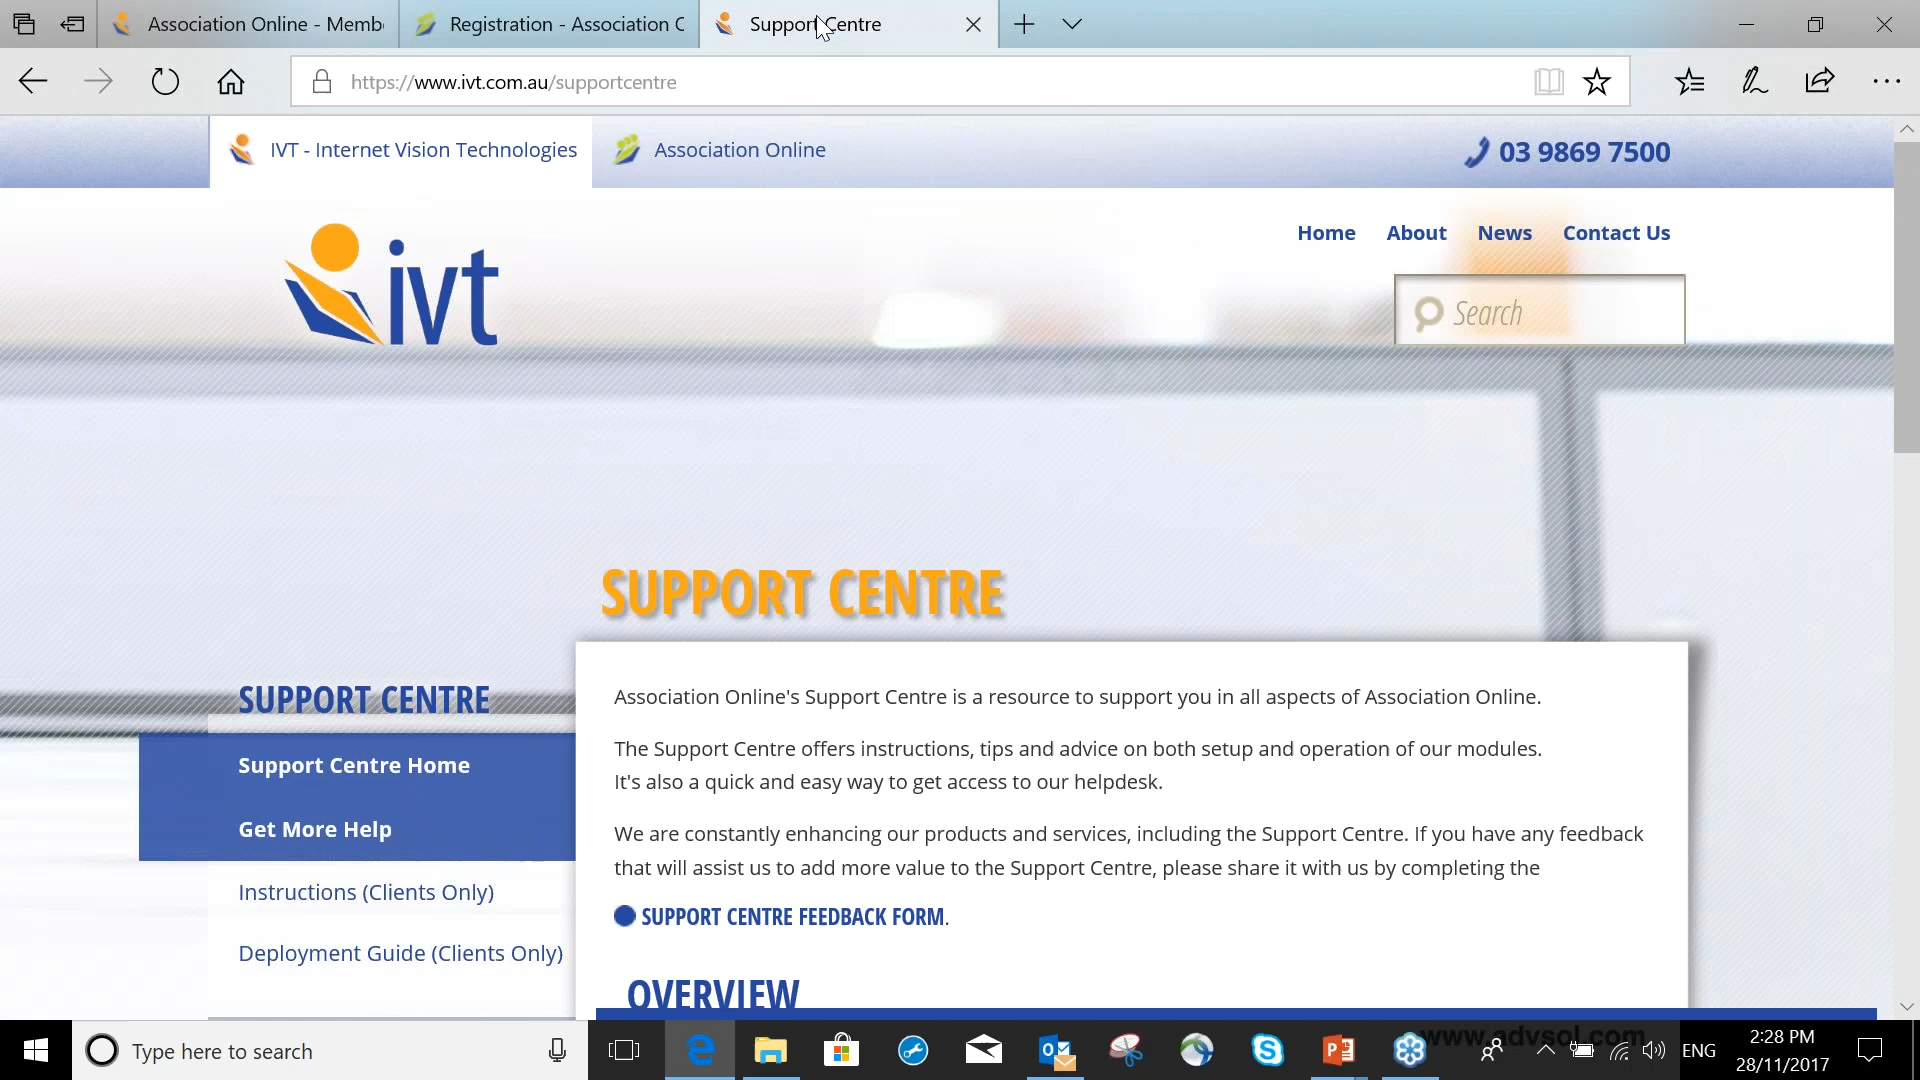 Association Online - Memb
Registration - Association C
Support Centre
https://www.ivt.com.au/supportcentre
IVT - Internet Vision Technologies
Association Online
03 9869 7500
ivt
Home About News Contact Us
Search
SUPPORT CENTRE
SUPPORT CENTRE
Support Centre Home
Get More Help
Instructions (Clients Only)
Deployment Guide (Clients Only)
Association Online's Support Centre is a resource to support you in all aspects of Association Online.
The Support Centre offers instructions, tips and advice on both setup and operation of our modules.
It's also a quick and easy way to get access to our helpdesk.
We are constantly enhancing our products and services, including the Support Centre. If you have any feedback
that will assist us to add more value to the Support Centre, please share it with us by completing the
SUPPORT CENTRE FEEDBACK FORM.
OVERVIEW
Type here to search
www.advsol.com
ENG
2:28 PM
28/11/2017